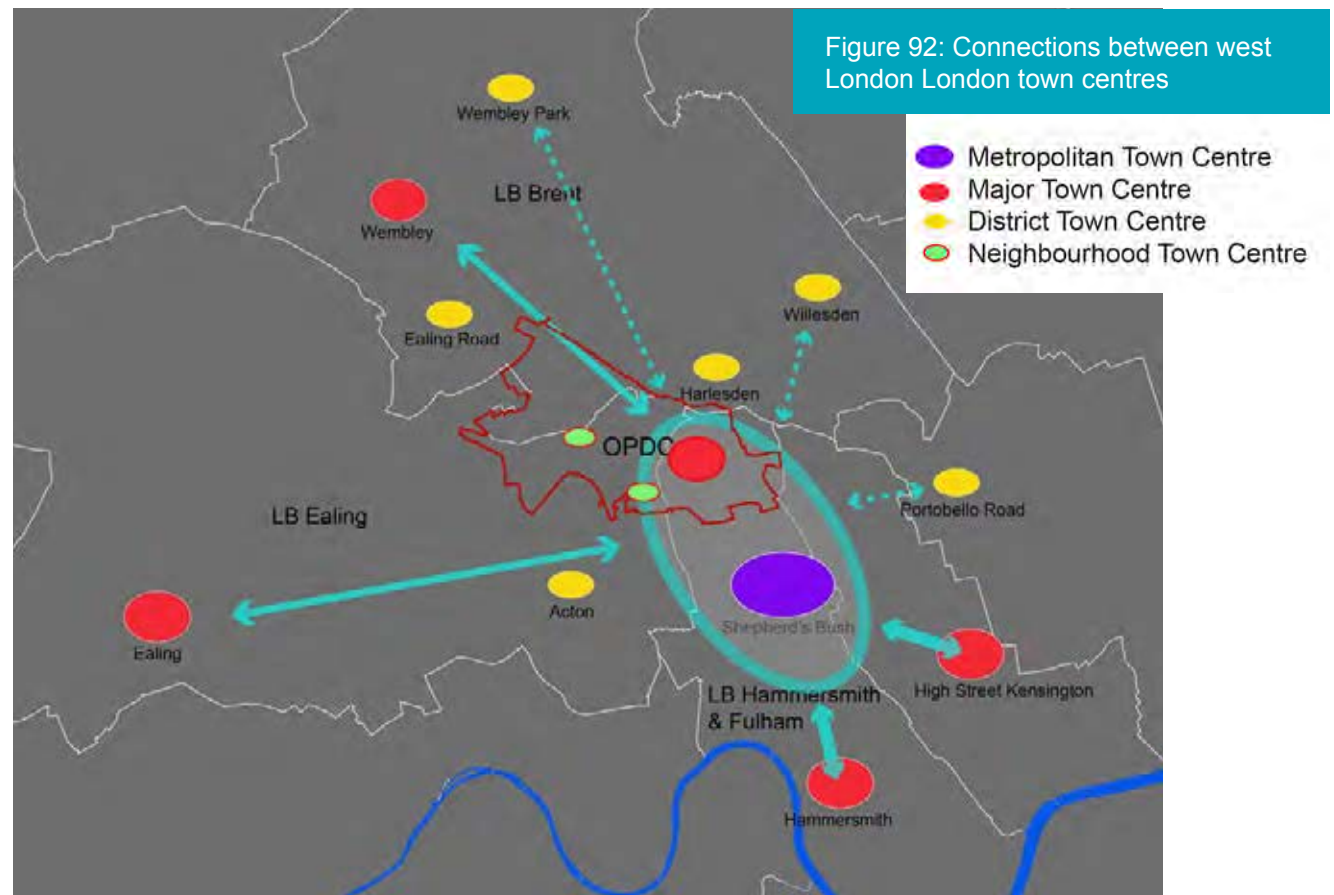 Figure 92: Connections between west
London London town centres
Metropolitan Town Centre
Major Town Centre
District Town Centre
Neighbourhood Town Centre
Wembley Park
LB Brent
Wembley
Willesden
Ealing Road
Harlesden
OPDC
Portobello Road
LB Ealing
Acton
Shepherd's Bush
Ealing
High Street Kensington
LB Hammersmith
& Fulham
Hammersmith